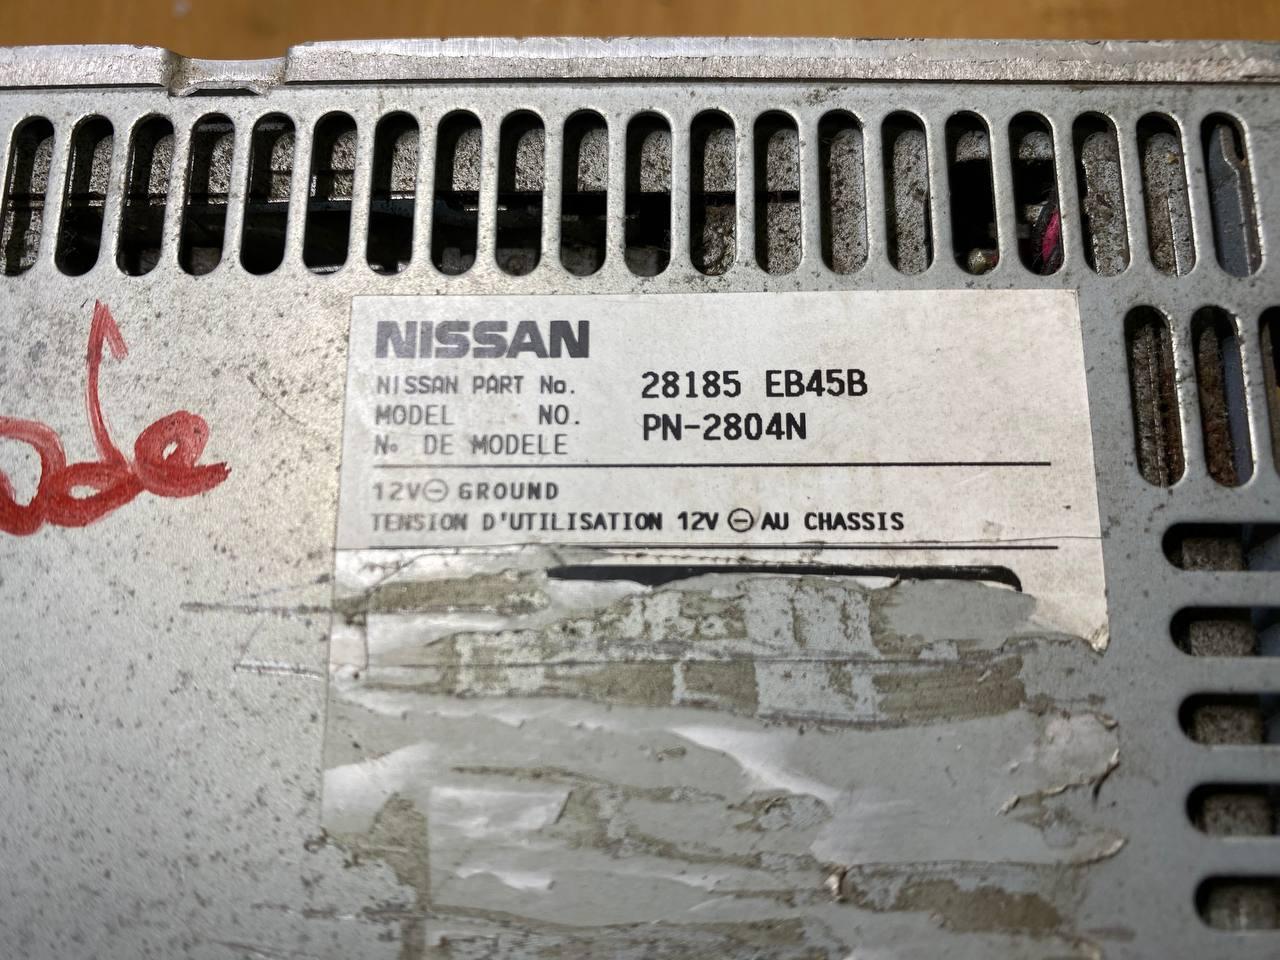 NISSAN
NISSAN PART No. 28185 EB45B
MODEL NO. PN-2804N
No DE MODELE
12V⊖ GROUND
TENSION D'UTILISATION 12V ⊖ AU CHASSIS